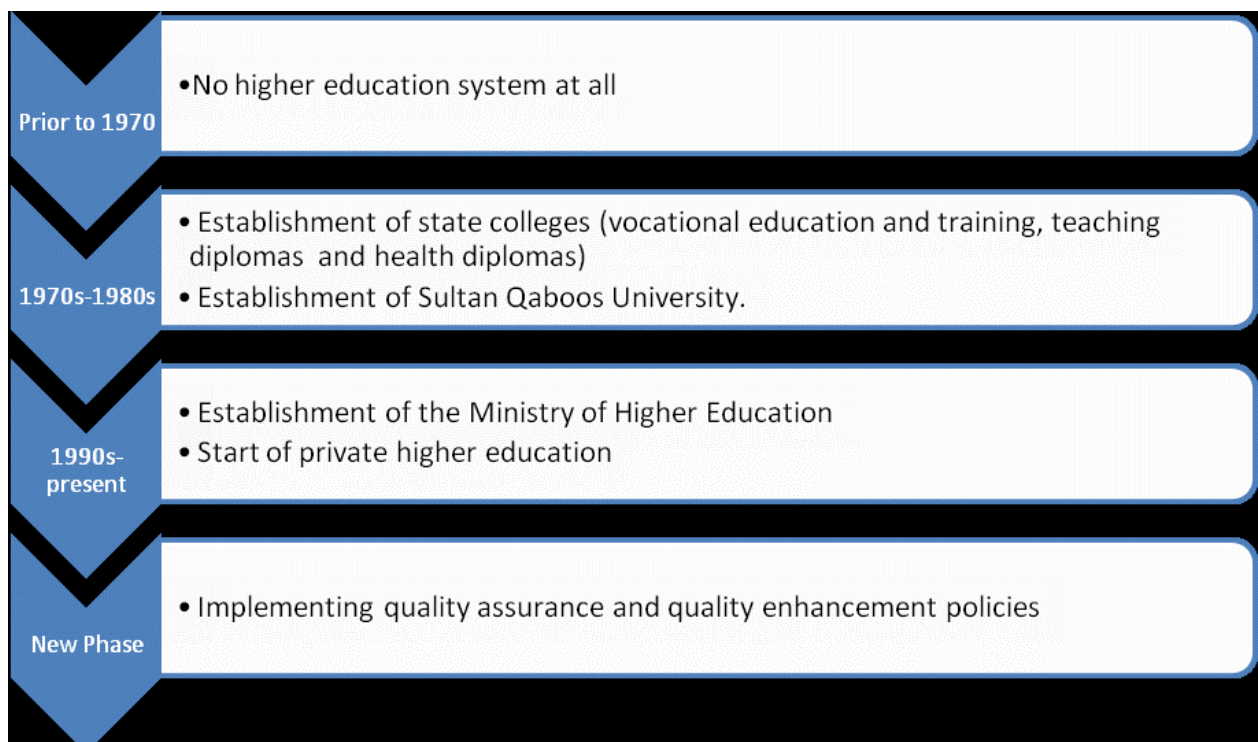 Prior to 1970
•No higher education system at all
1970s-1980s
• Establishment of state colleges (vocational education and training, teaching
diplomas and health diplomas)
• Establishment of Sultan Qaboos University.
1990s-
present
• Establishment of the Ministry of Higher Education
• Start of private higher education
New Phase
• Implementing quality assurance and quality enhancement policies